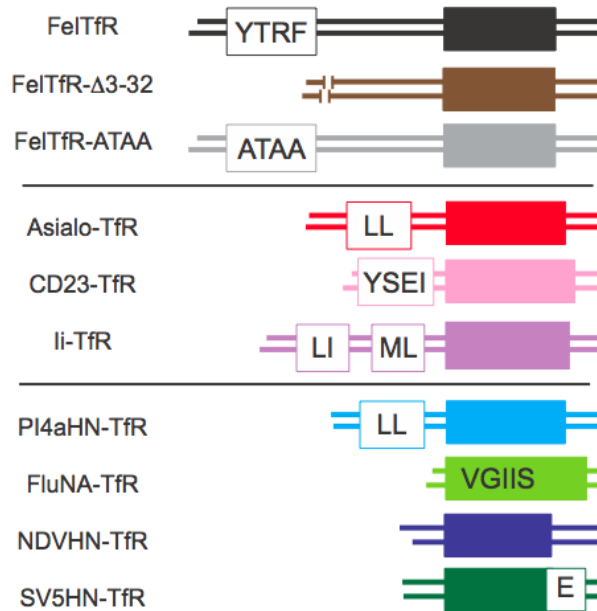 FelTfR YTRF
FelTfR-Δ3-32
FelTfR-ATAA ATAA
Asialo-TfR LL
CD23-TfR YSEI
Ii-TfR LI ML
PI4aHN-TfR LL
FluNA-TfR VGIIS
NDVHN-TfR
SV5HN-TfR E